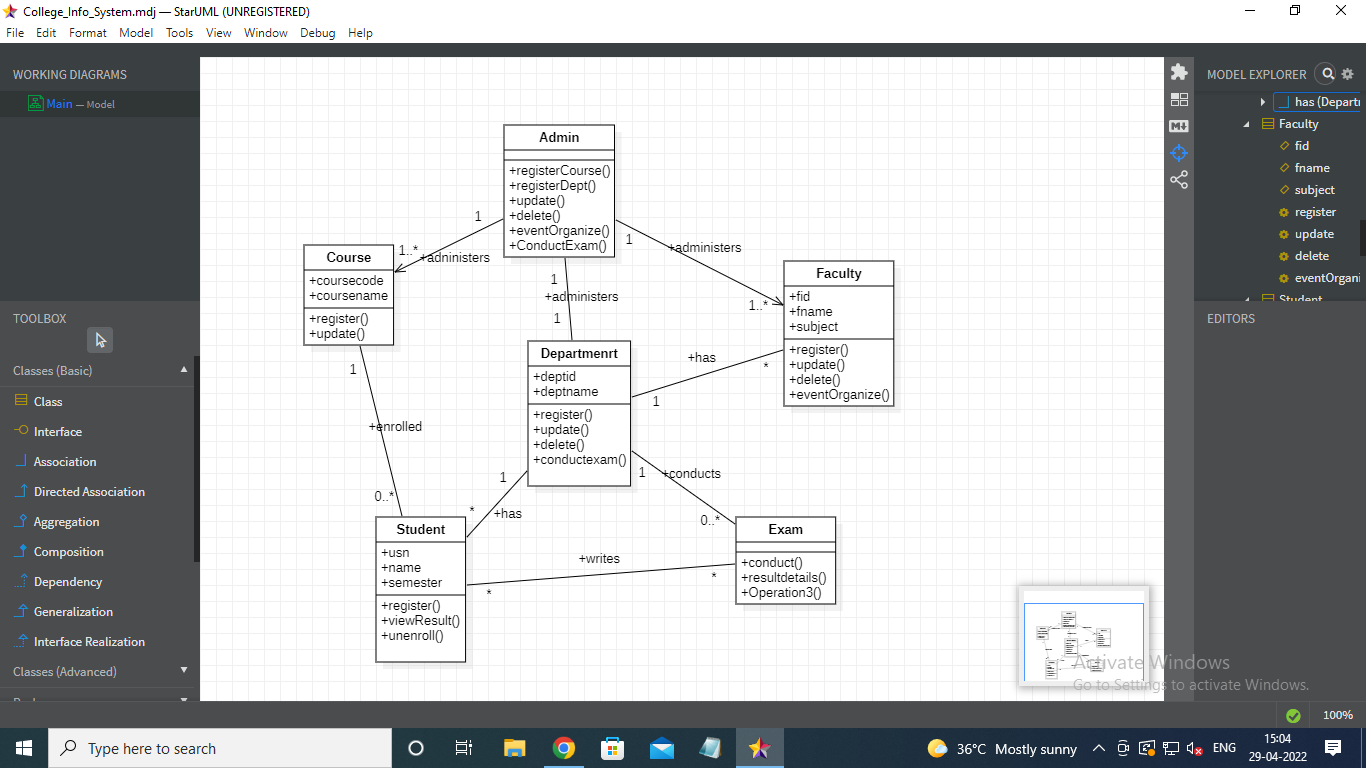 College_Info_System.mdj — StarUML (UNREGISTERED)
File Edit Format Model Tools View Window Debug Help
WORKING DIAGRAMS
Main — Model
TOOLBOX
Classes (Basic)
Class
Interface
Association
Directed Association
Aggregation
Composition
Dependency
Generalization
Interface Realization
Classes (Advanced)
Admin
+registerCourse()
+registerDept()
+update()
+delete()
+eventOrganize()
+ConductExam()
1
1..*
+adninisters
1
+administers
1..*
1
+administers
1
Course
+coursecode
+coursename
+register()
+update()
Faculty
+fid
+fname
+subject
+register()
+update()
+delete()
+eventOrganize()
Departmenrt
+deptid
+deptname
+register()
+update()
+delete()
+conductexam()
+has
*
1
1
+enrolled
0..*
1
*
+has
1
+conducts
0..*
Student
+usn
+name
+semester
+register()
+viewResult()
+unenroll()
+writes
*
*
Exam
+conduct()
+resultdetails()
+Operation3()
MODEL EXPLORER
has (Departi
Faculty
fid
fname
subject
register
update
delete
eventOrgani
Student
EDITORS
Activate Windows
Go to Settings to activate Windows.
100%
Type here to search
36°C Mostly sunny
ENG
15:04
29-04-2022